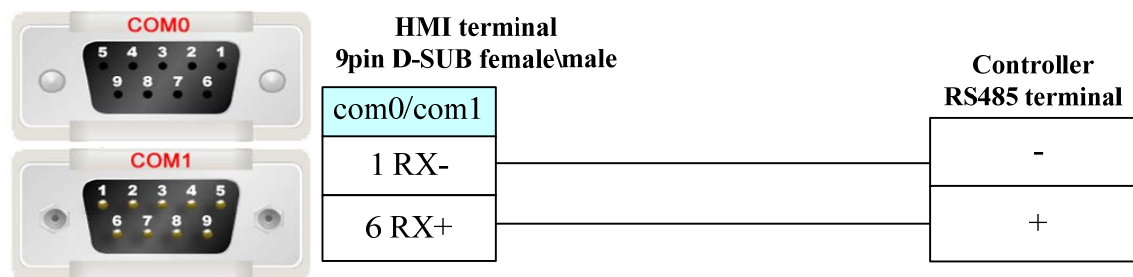 COM0
5 4 3 2 1
9 8 7 6
COM1
1 2 3 4 5
6 7 8 9
HMI terminal
9pin D-SUB female\male
com0/com1
1 RX-
6 RX+
Controller
RS485 terminal
-
+